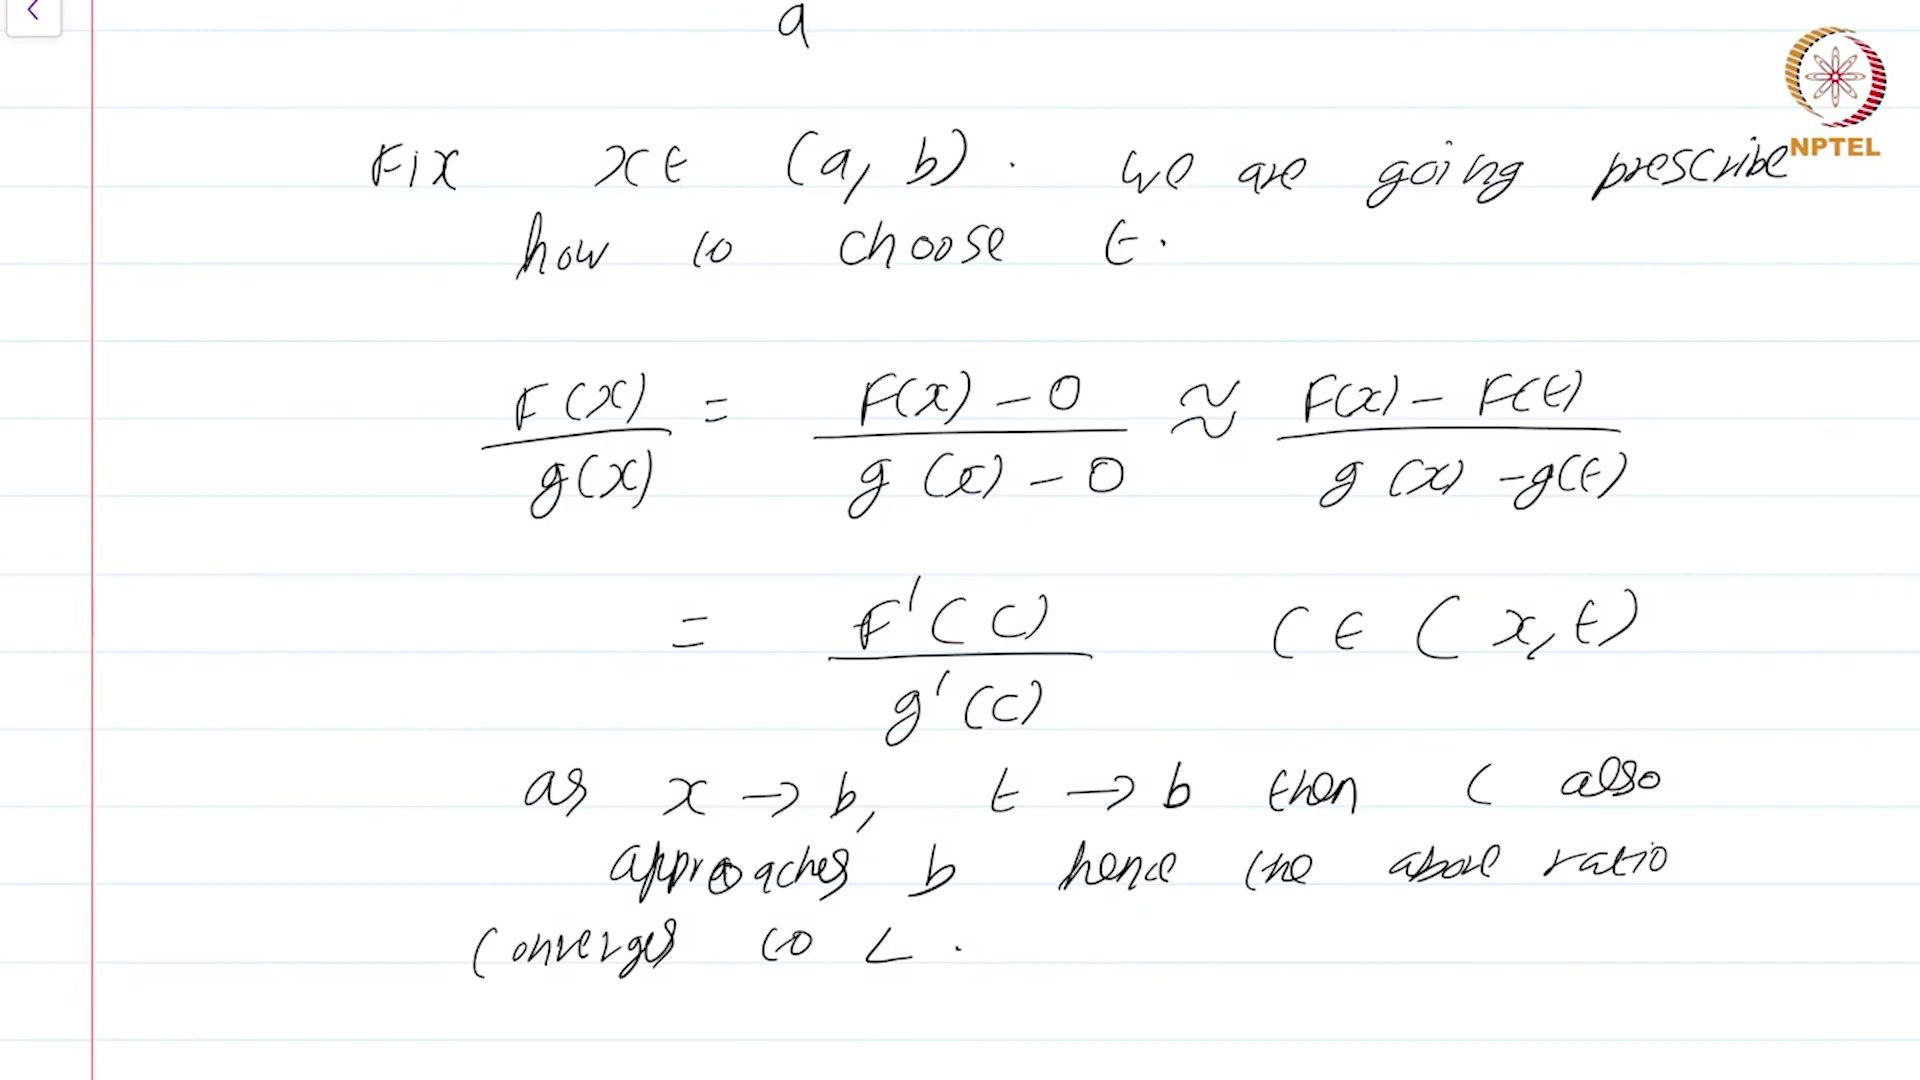 a
NPTEL
Fix x ∈ (a, b). we are going prescribe
how to choose t.
F(x)/g(x) = F(x) - 0 / g(x) - 0 ≈ F(x) - F(t) / g(x) - g(t)
= F'(c) / g'(c) c ∈ (x, t)
as x → b, t → b then c also
approaches b hence the above ratio
converges to L.